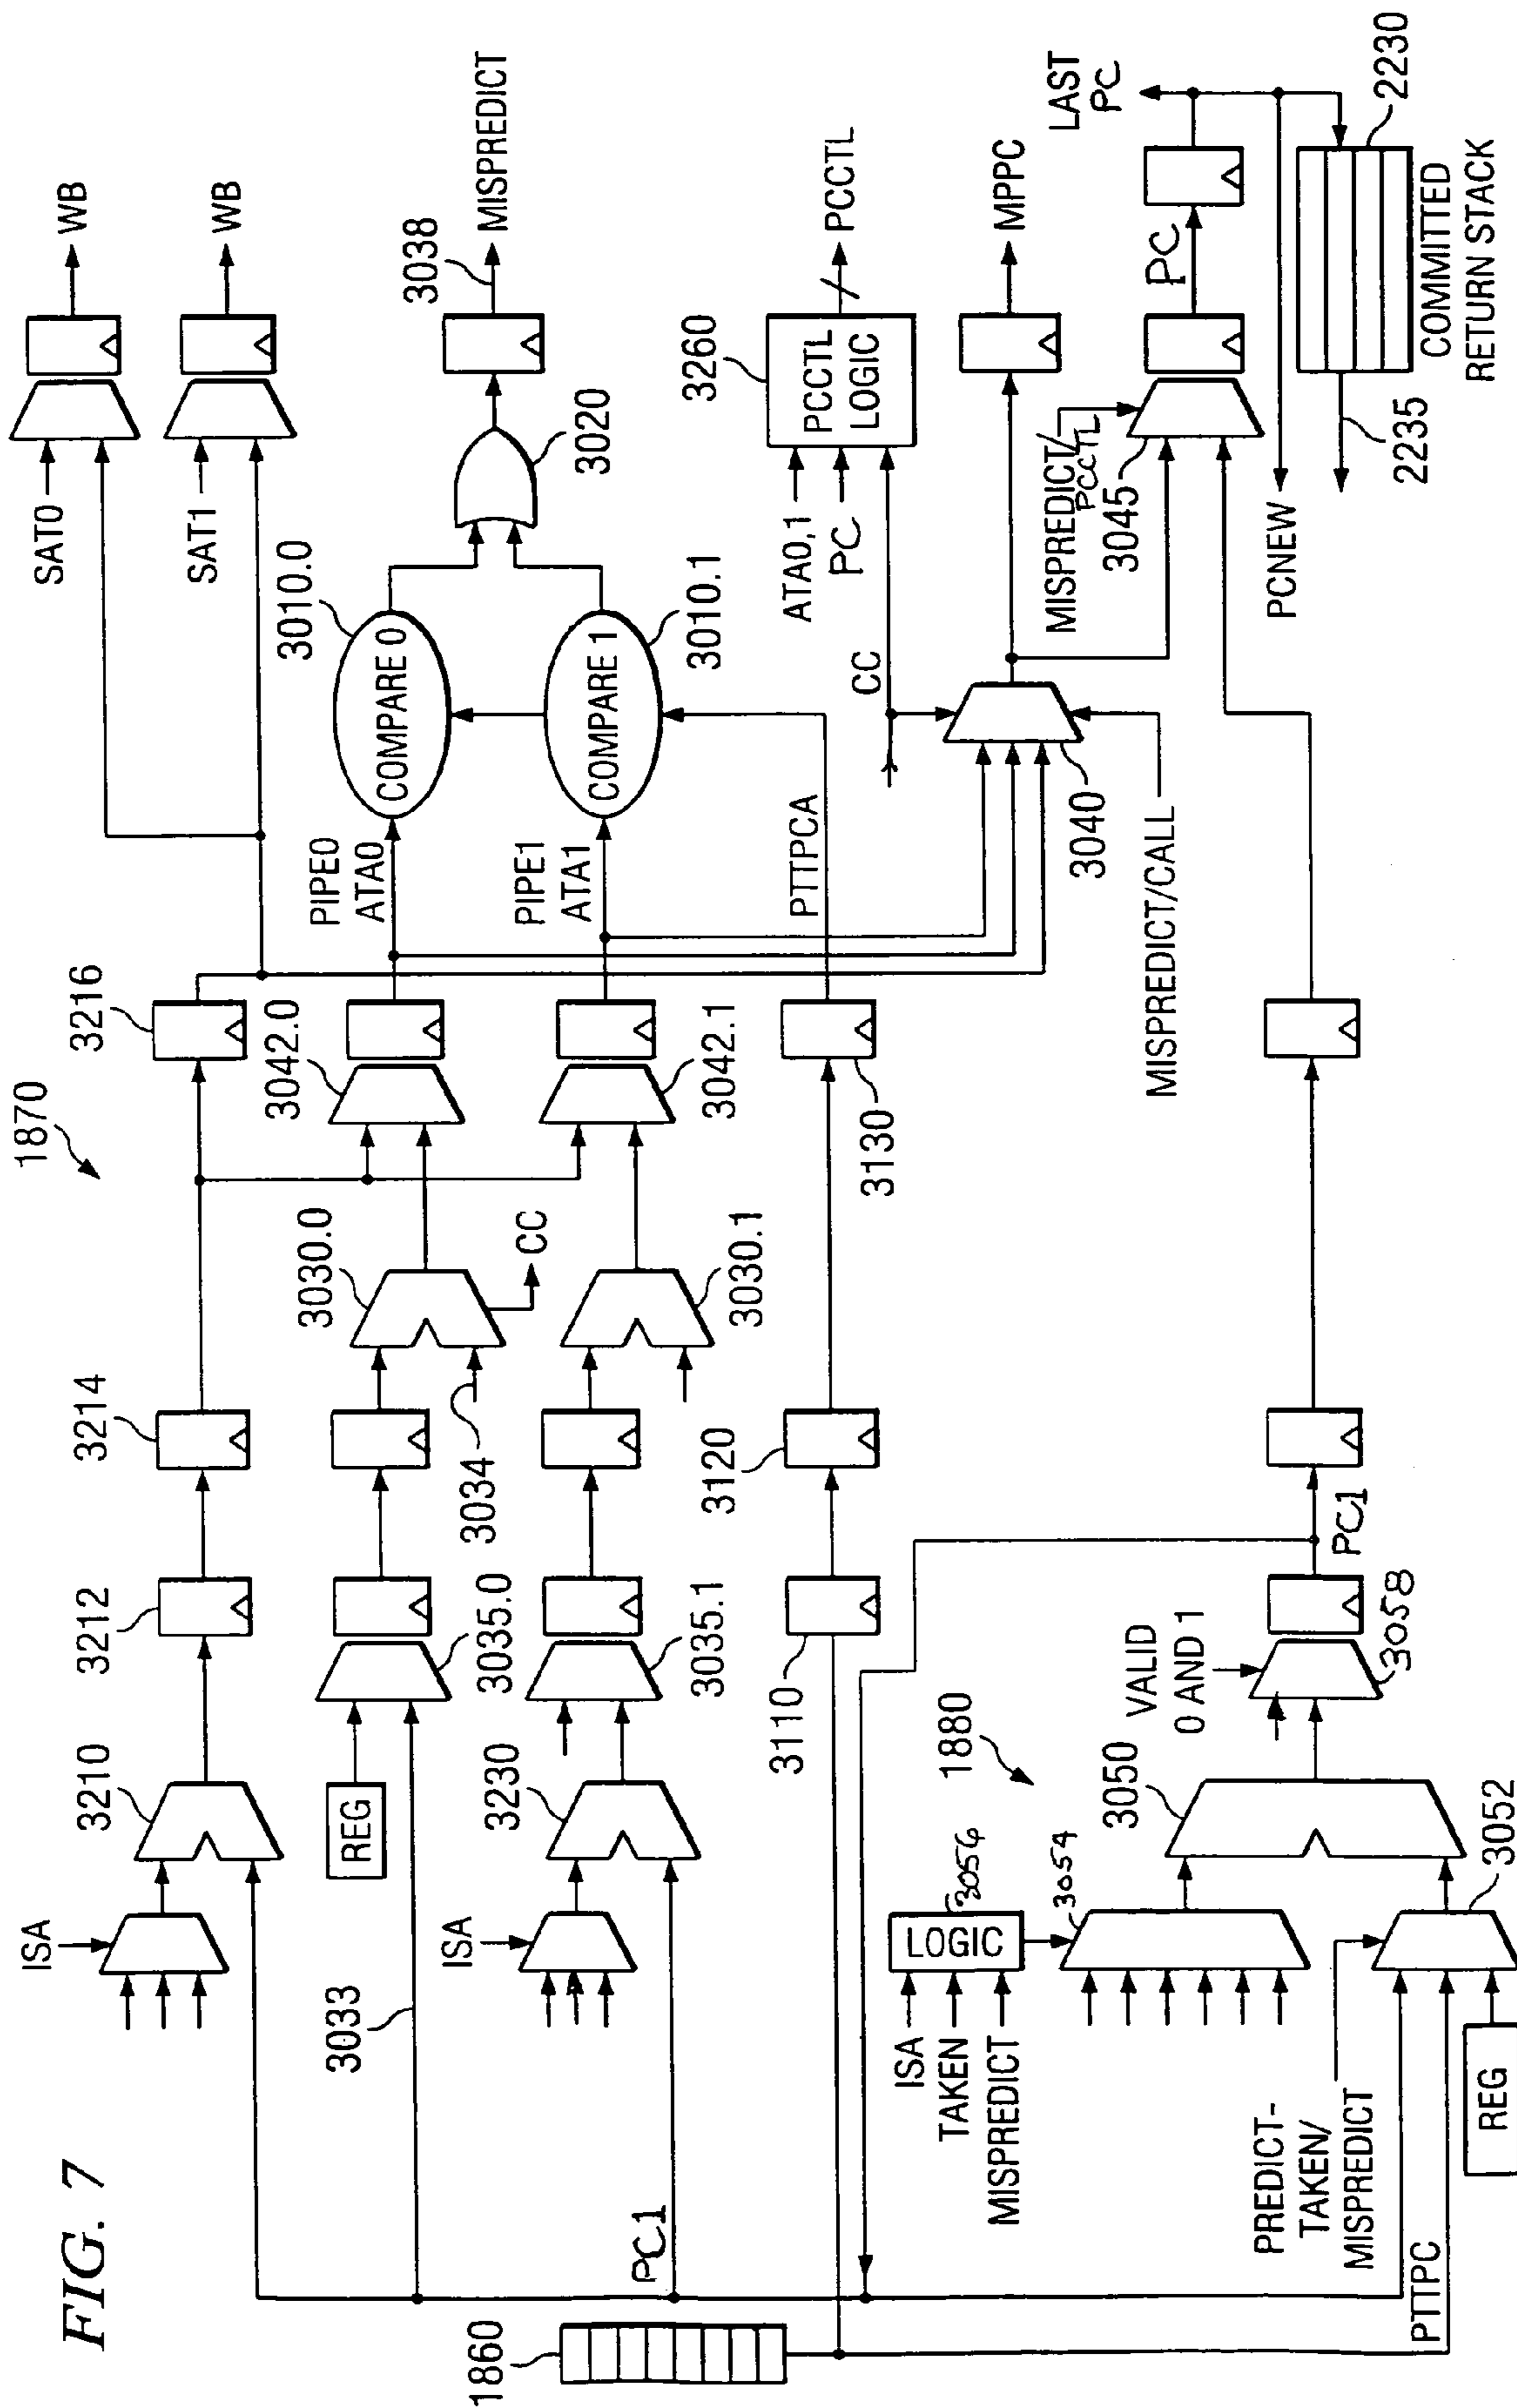 FIG. 7
1870
ISA
3210
3212
3214
3216
SAT0
WB
SAT1
WB
3033
REG
3035.0
3034
3030.0
CC
3042.0
PIPE0
ATA0
COMPARE 0
3010.0
3020
3038
MISPREDICT
ISA
3230
3035.1
3030.1
3042.1
PIPE1
ATA1
COMPARE 1
3010.1
PC1
1860
3110
3120
3130
PTTPCA
CC
ATA0,1
PC
3260
PCCTL
LOGIC
PCCTL
3040
MISPREDICT/CALL
MPPC
1880
ISA
TAKEN
MISPREDICT
LOGIC
3056
3054
3050
VALID
0 AND 1
3058
PC1
MISPREDICT/
PCCTL
3045
PC
LAST
PC
PCNEW
2235
2230
COMMITTED
RETURN STACK
PREDICT-
TAKEN/
MISPREDICT
PTTPC
REG
3052